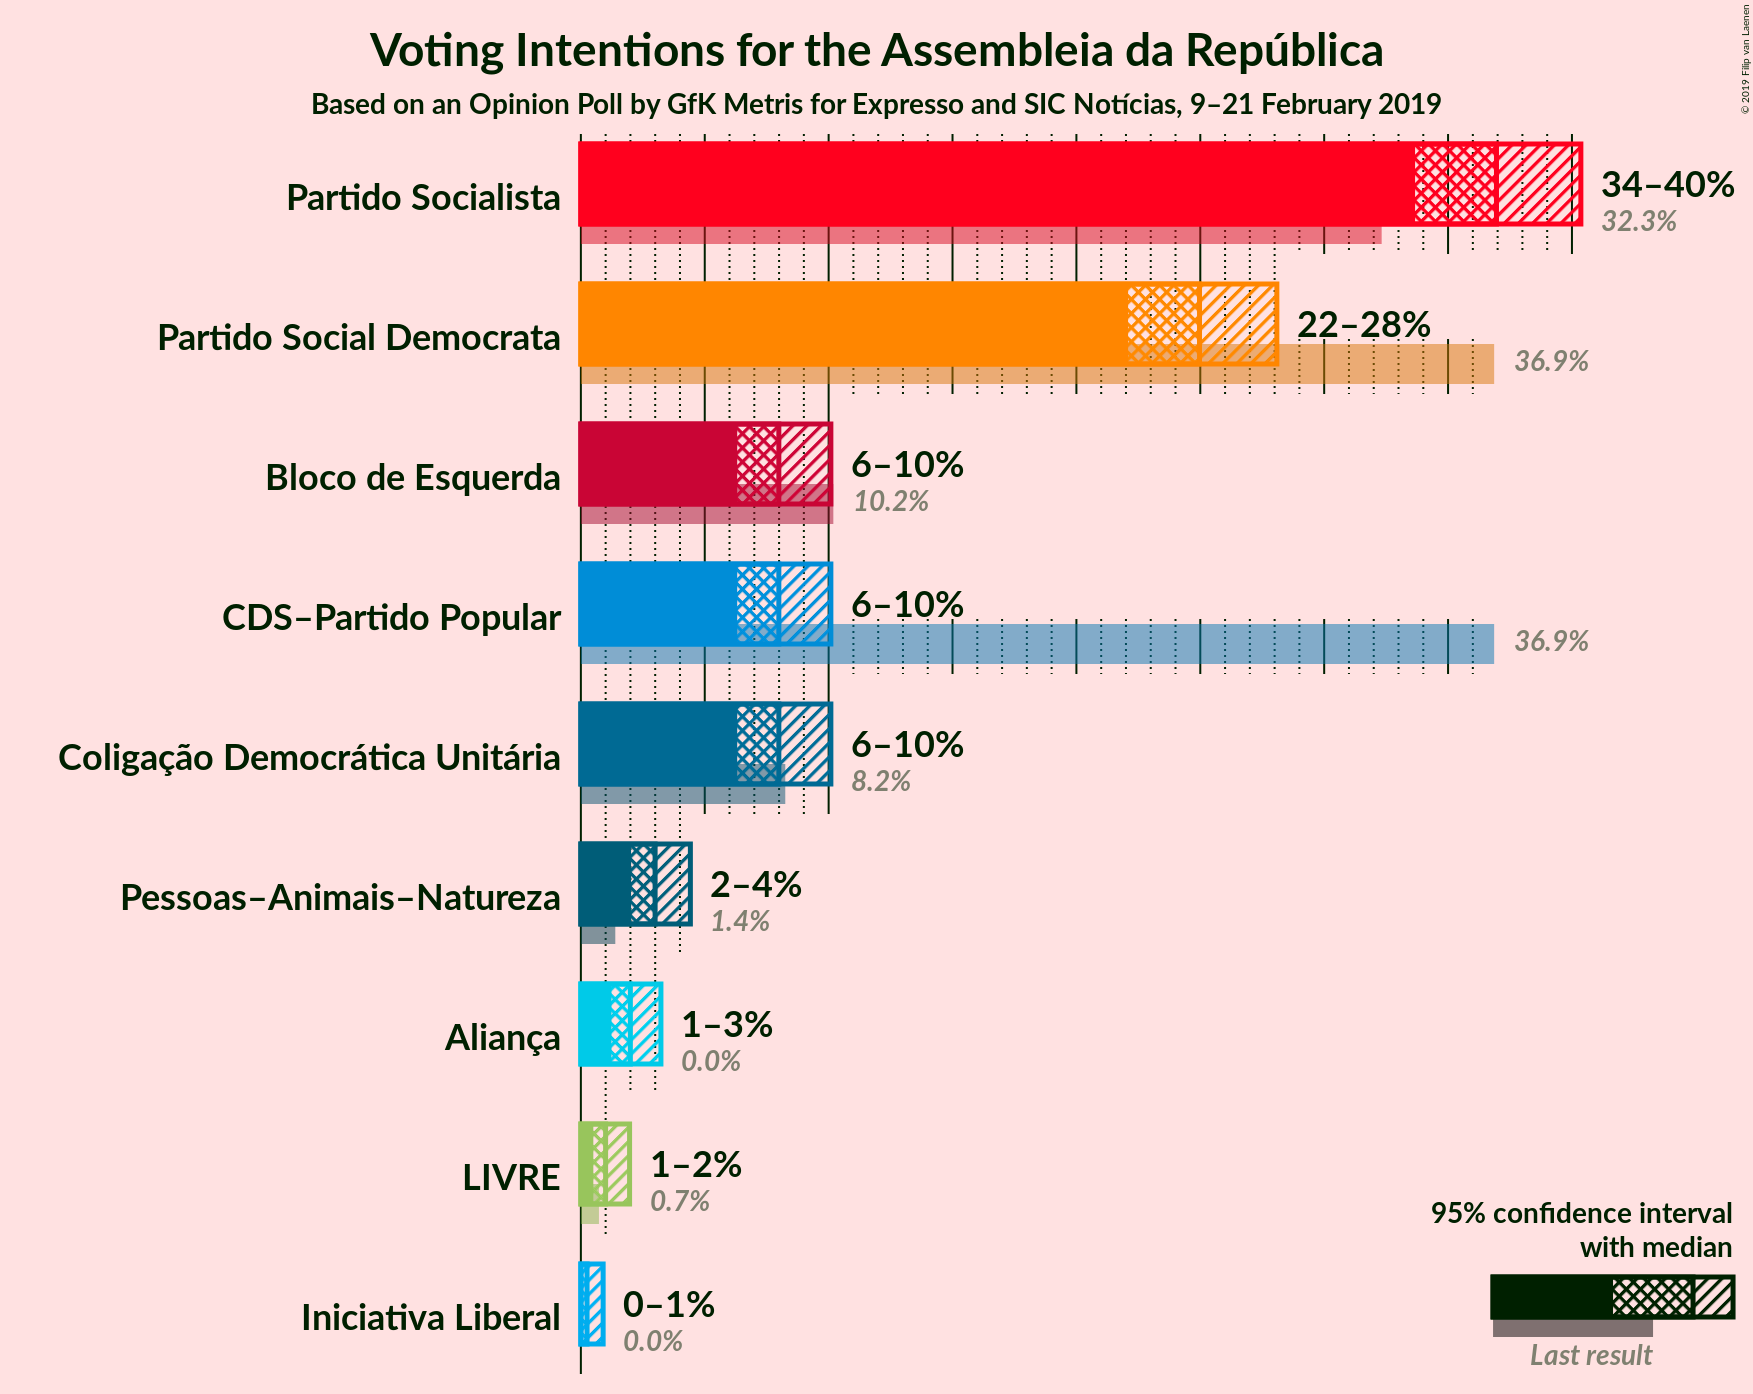 Voting Intentions for the Assembleia da República
Based on an Opinion Poll by GfK Metris for Expresso and SIC Notícias, 9–21 February 2019
© 2019 Filip van Laenen
Partido Socialista
34–40%
32.3%
Partido Social Democrata
22–28%
36.9%
Bloco de Esquerda
6–10%
10.2%
CDS–Partido Popular
6–10%
36.9%
Coligação Democrática Unitária
6–10%
8.2%
Pessoas–Animais–Natureza
2–4%
1.4%
Aliança
1–3%
0.0%
LIVRE
1–2%
0.7%
Iniciativa Liberal
0–1%
0.0%
95% confidence interval
with median
Last result